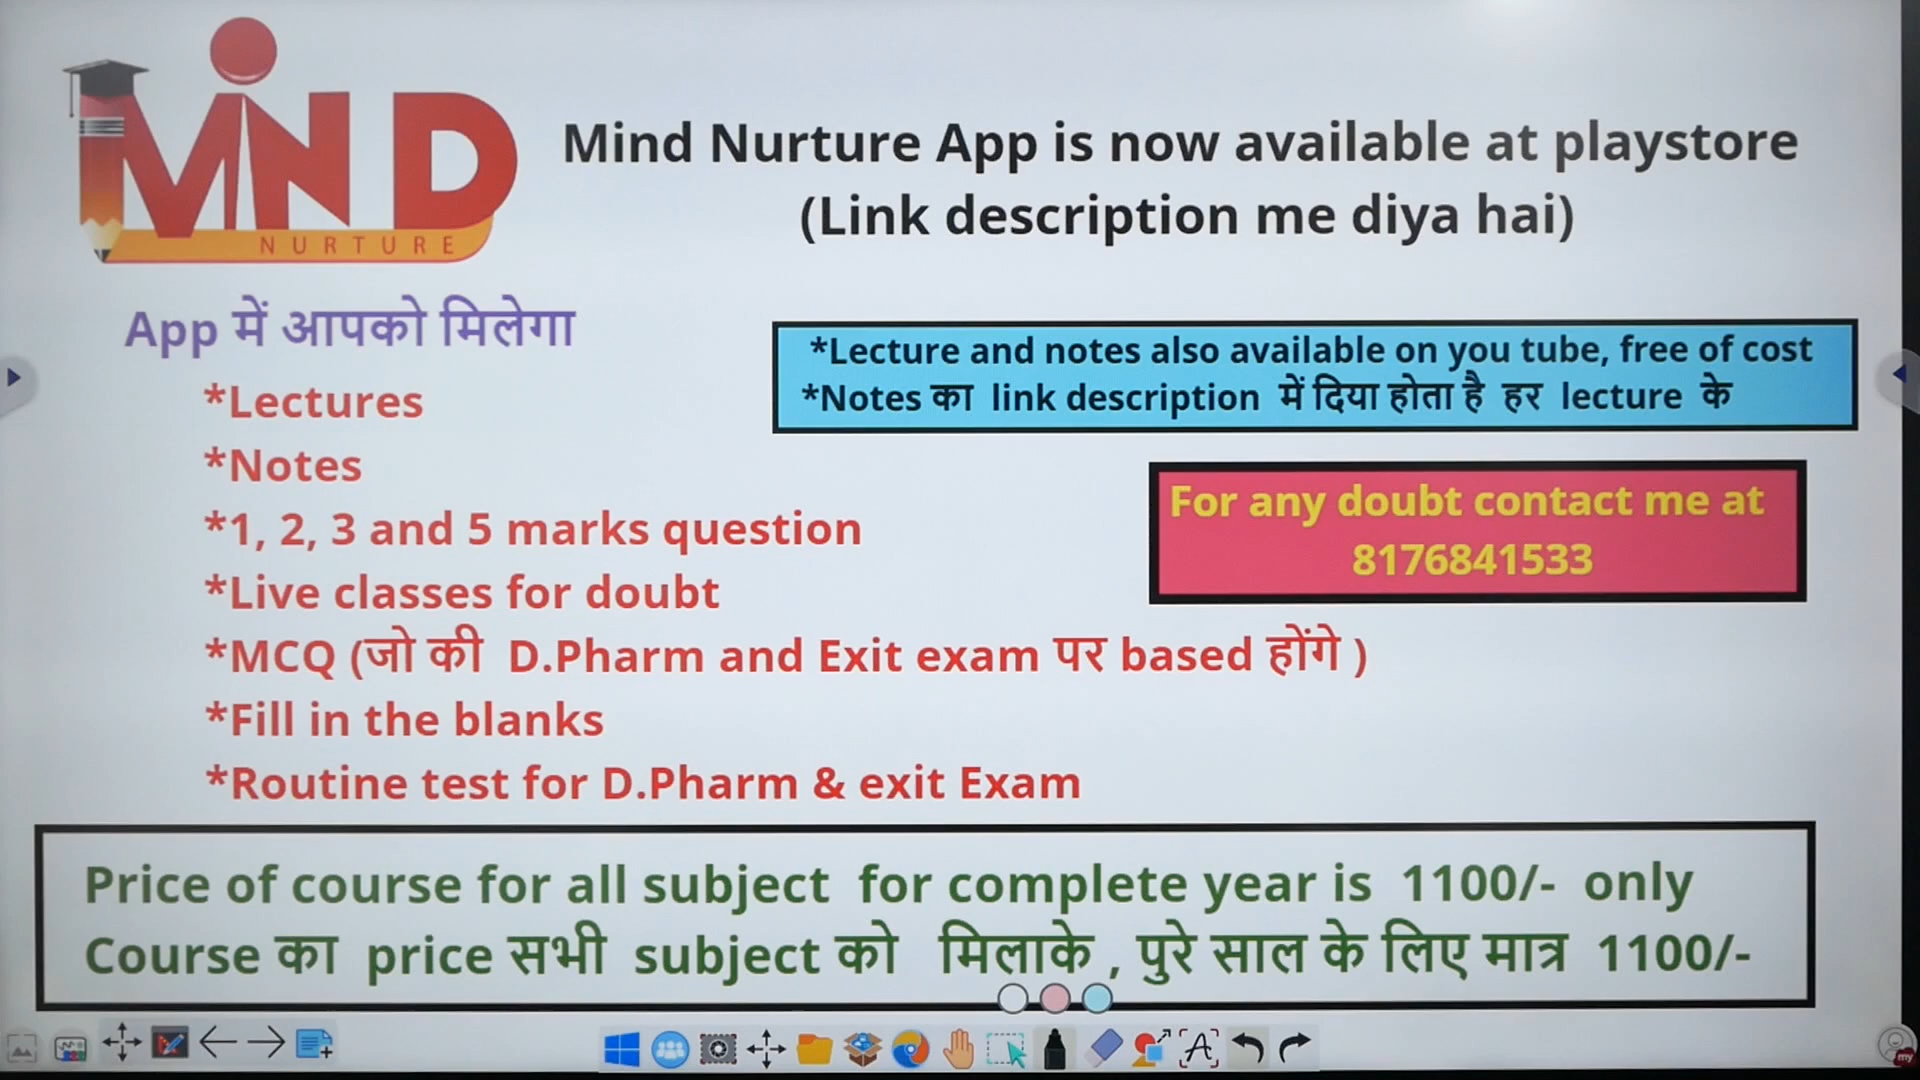 MIND
NURTURE
Mind Nurture App is now available at playstore
(Link description me diya hai)
App में आपको मिलेगा
*Lecture and notes also available on you tube, free of cost
*Notes का link description में दिया होता है हर lecture के
*Lectures
*Notes
*1, 2, 3 and 5 marks question
*Live classes for doubt
*MCQ (जो की D.Pharm and Exit exam पर based होंगे )
*Fill in the blanks
*Routine test for D.Pharm & exit Exam
For any doubt contact me at
8176841533
Price of course for all subject for complete year is 1100/- only
Course का price सभी subject को मिलाके , पुरे साल के लिए मात्र 1100/-
A
my